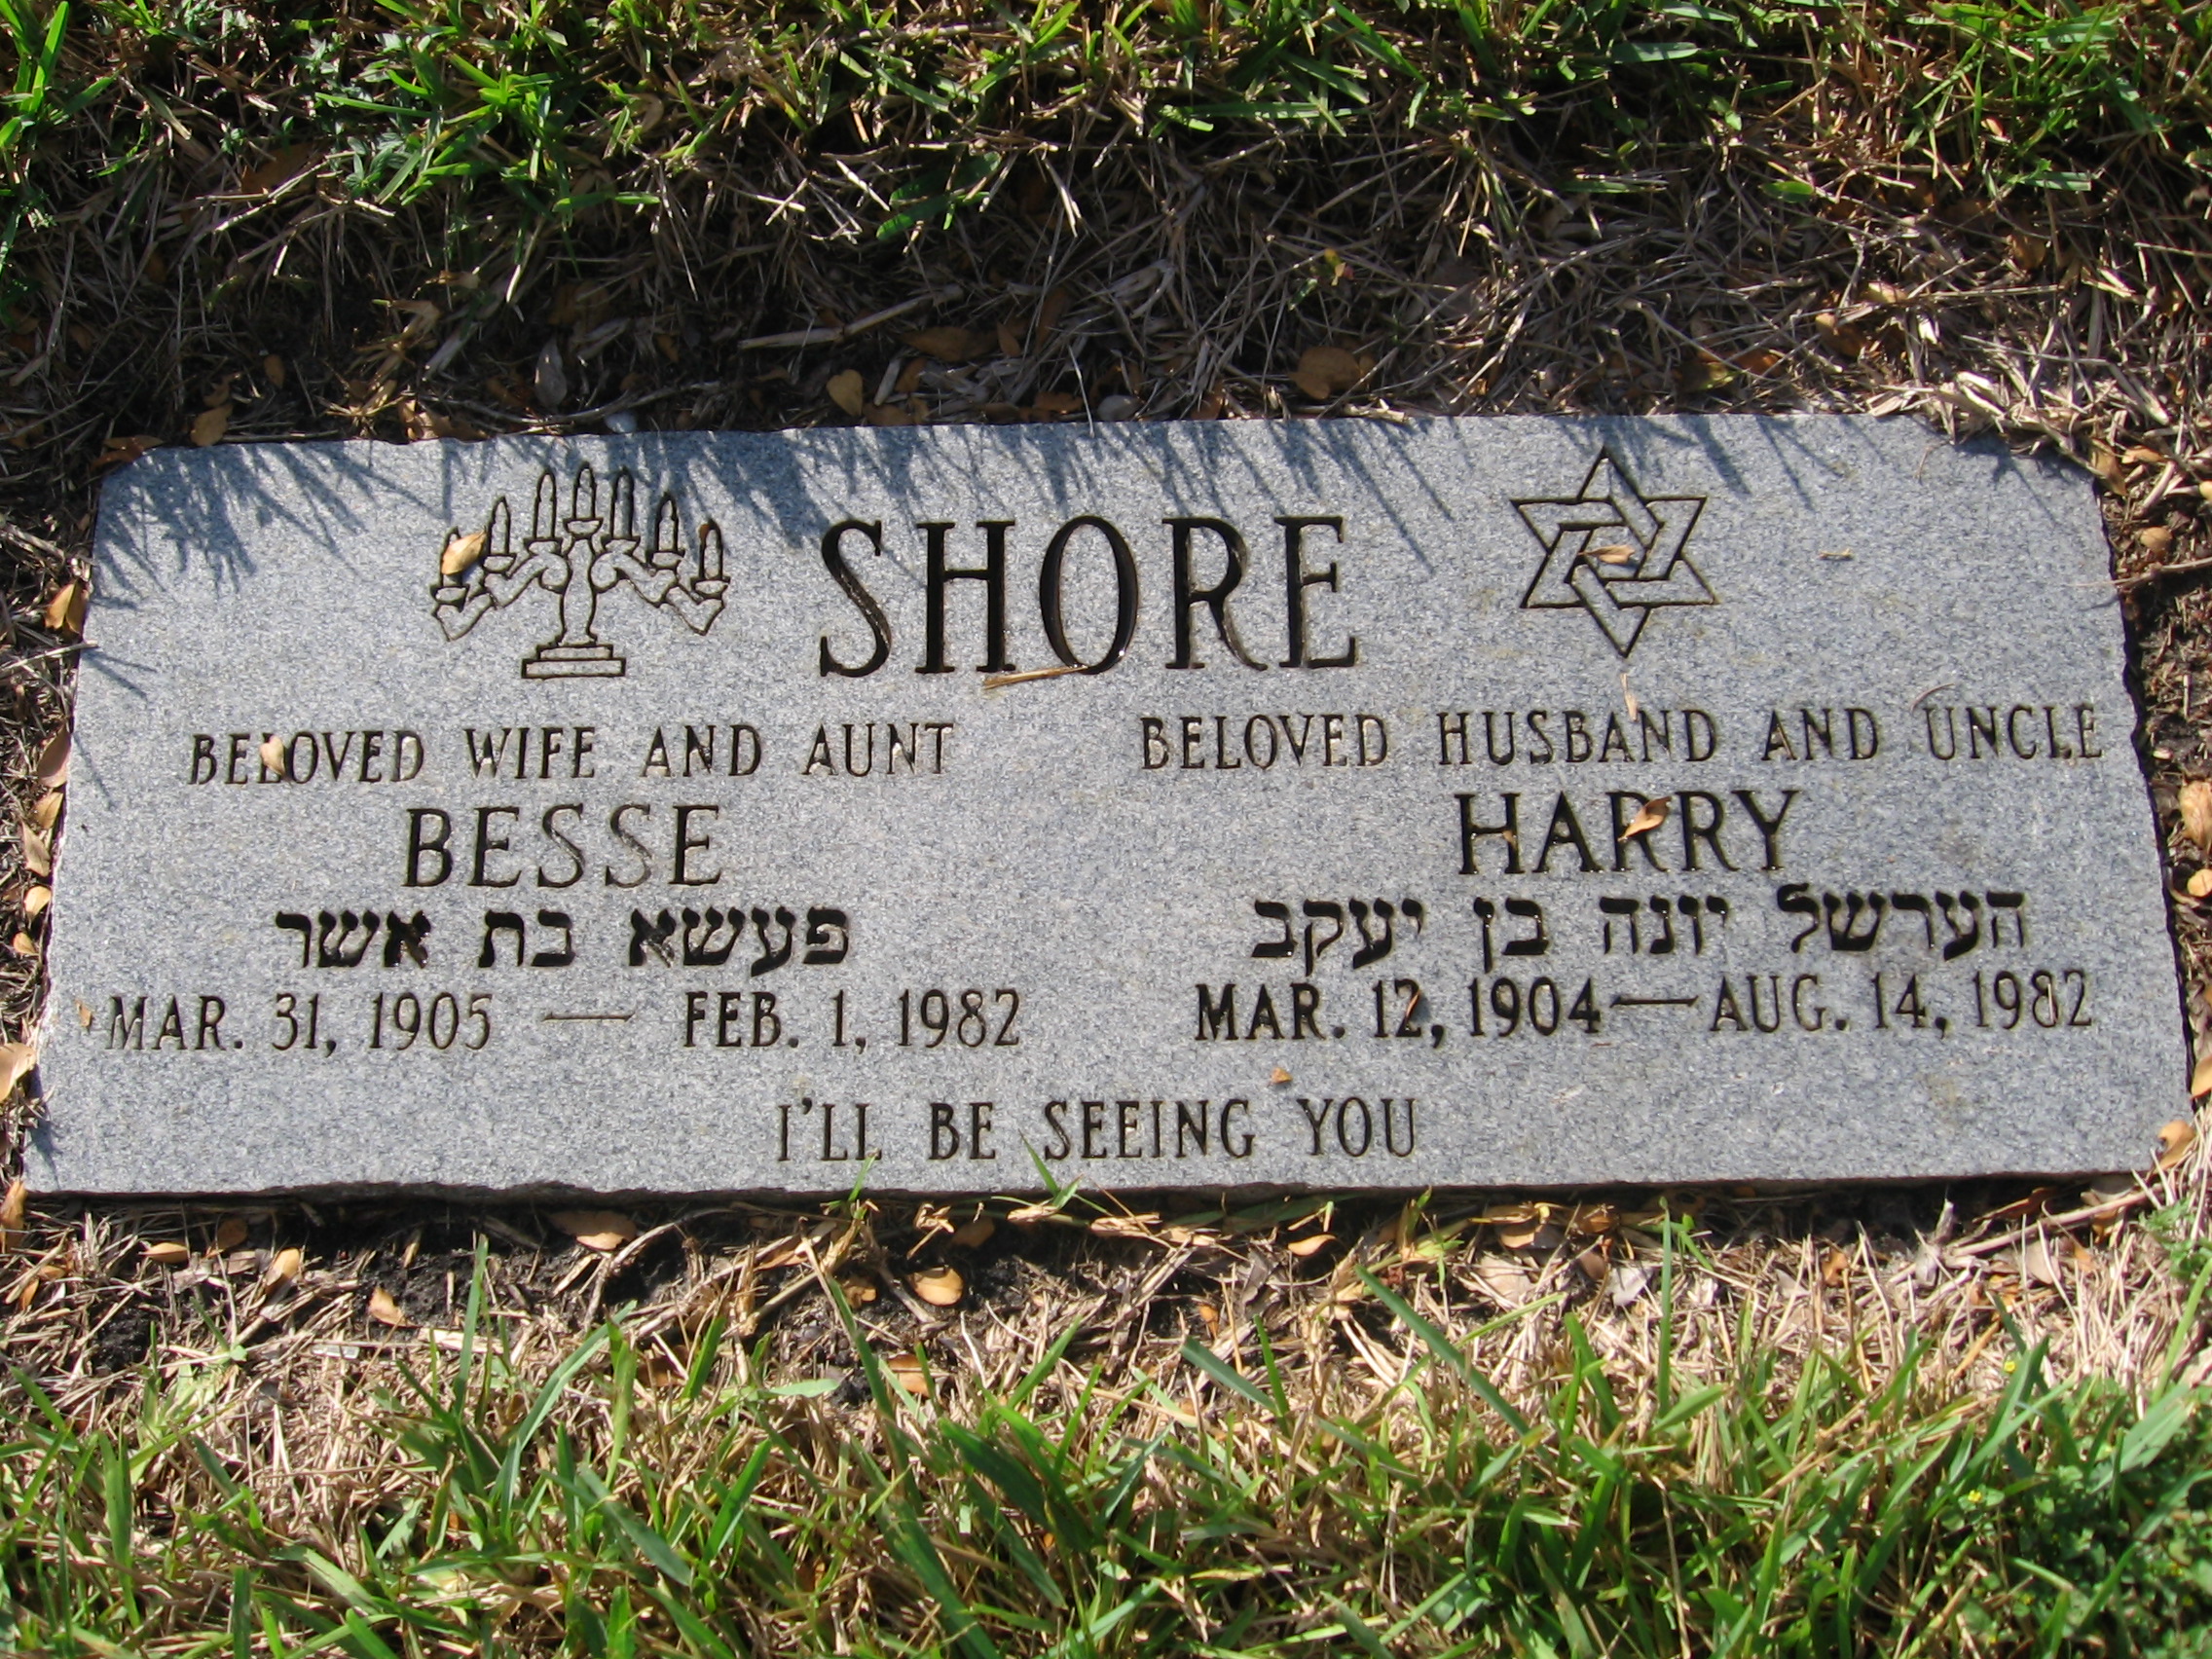 SHORE
BELOVED WIFE AND AUNT
BESSE
פעשא בת אשר
MAR. 31, 1905 — FEB. 1, 1982
BELOVED HUSBAND AND UNCLE
HARRY
הערשל יונה בן יעקב
MAR. 12, 1904 — AUG. 14, 1982
I'LL BE SEEING YOU